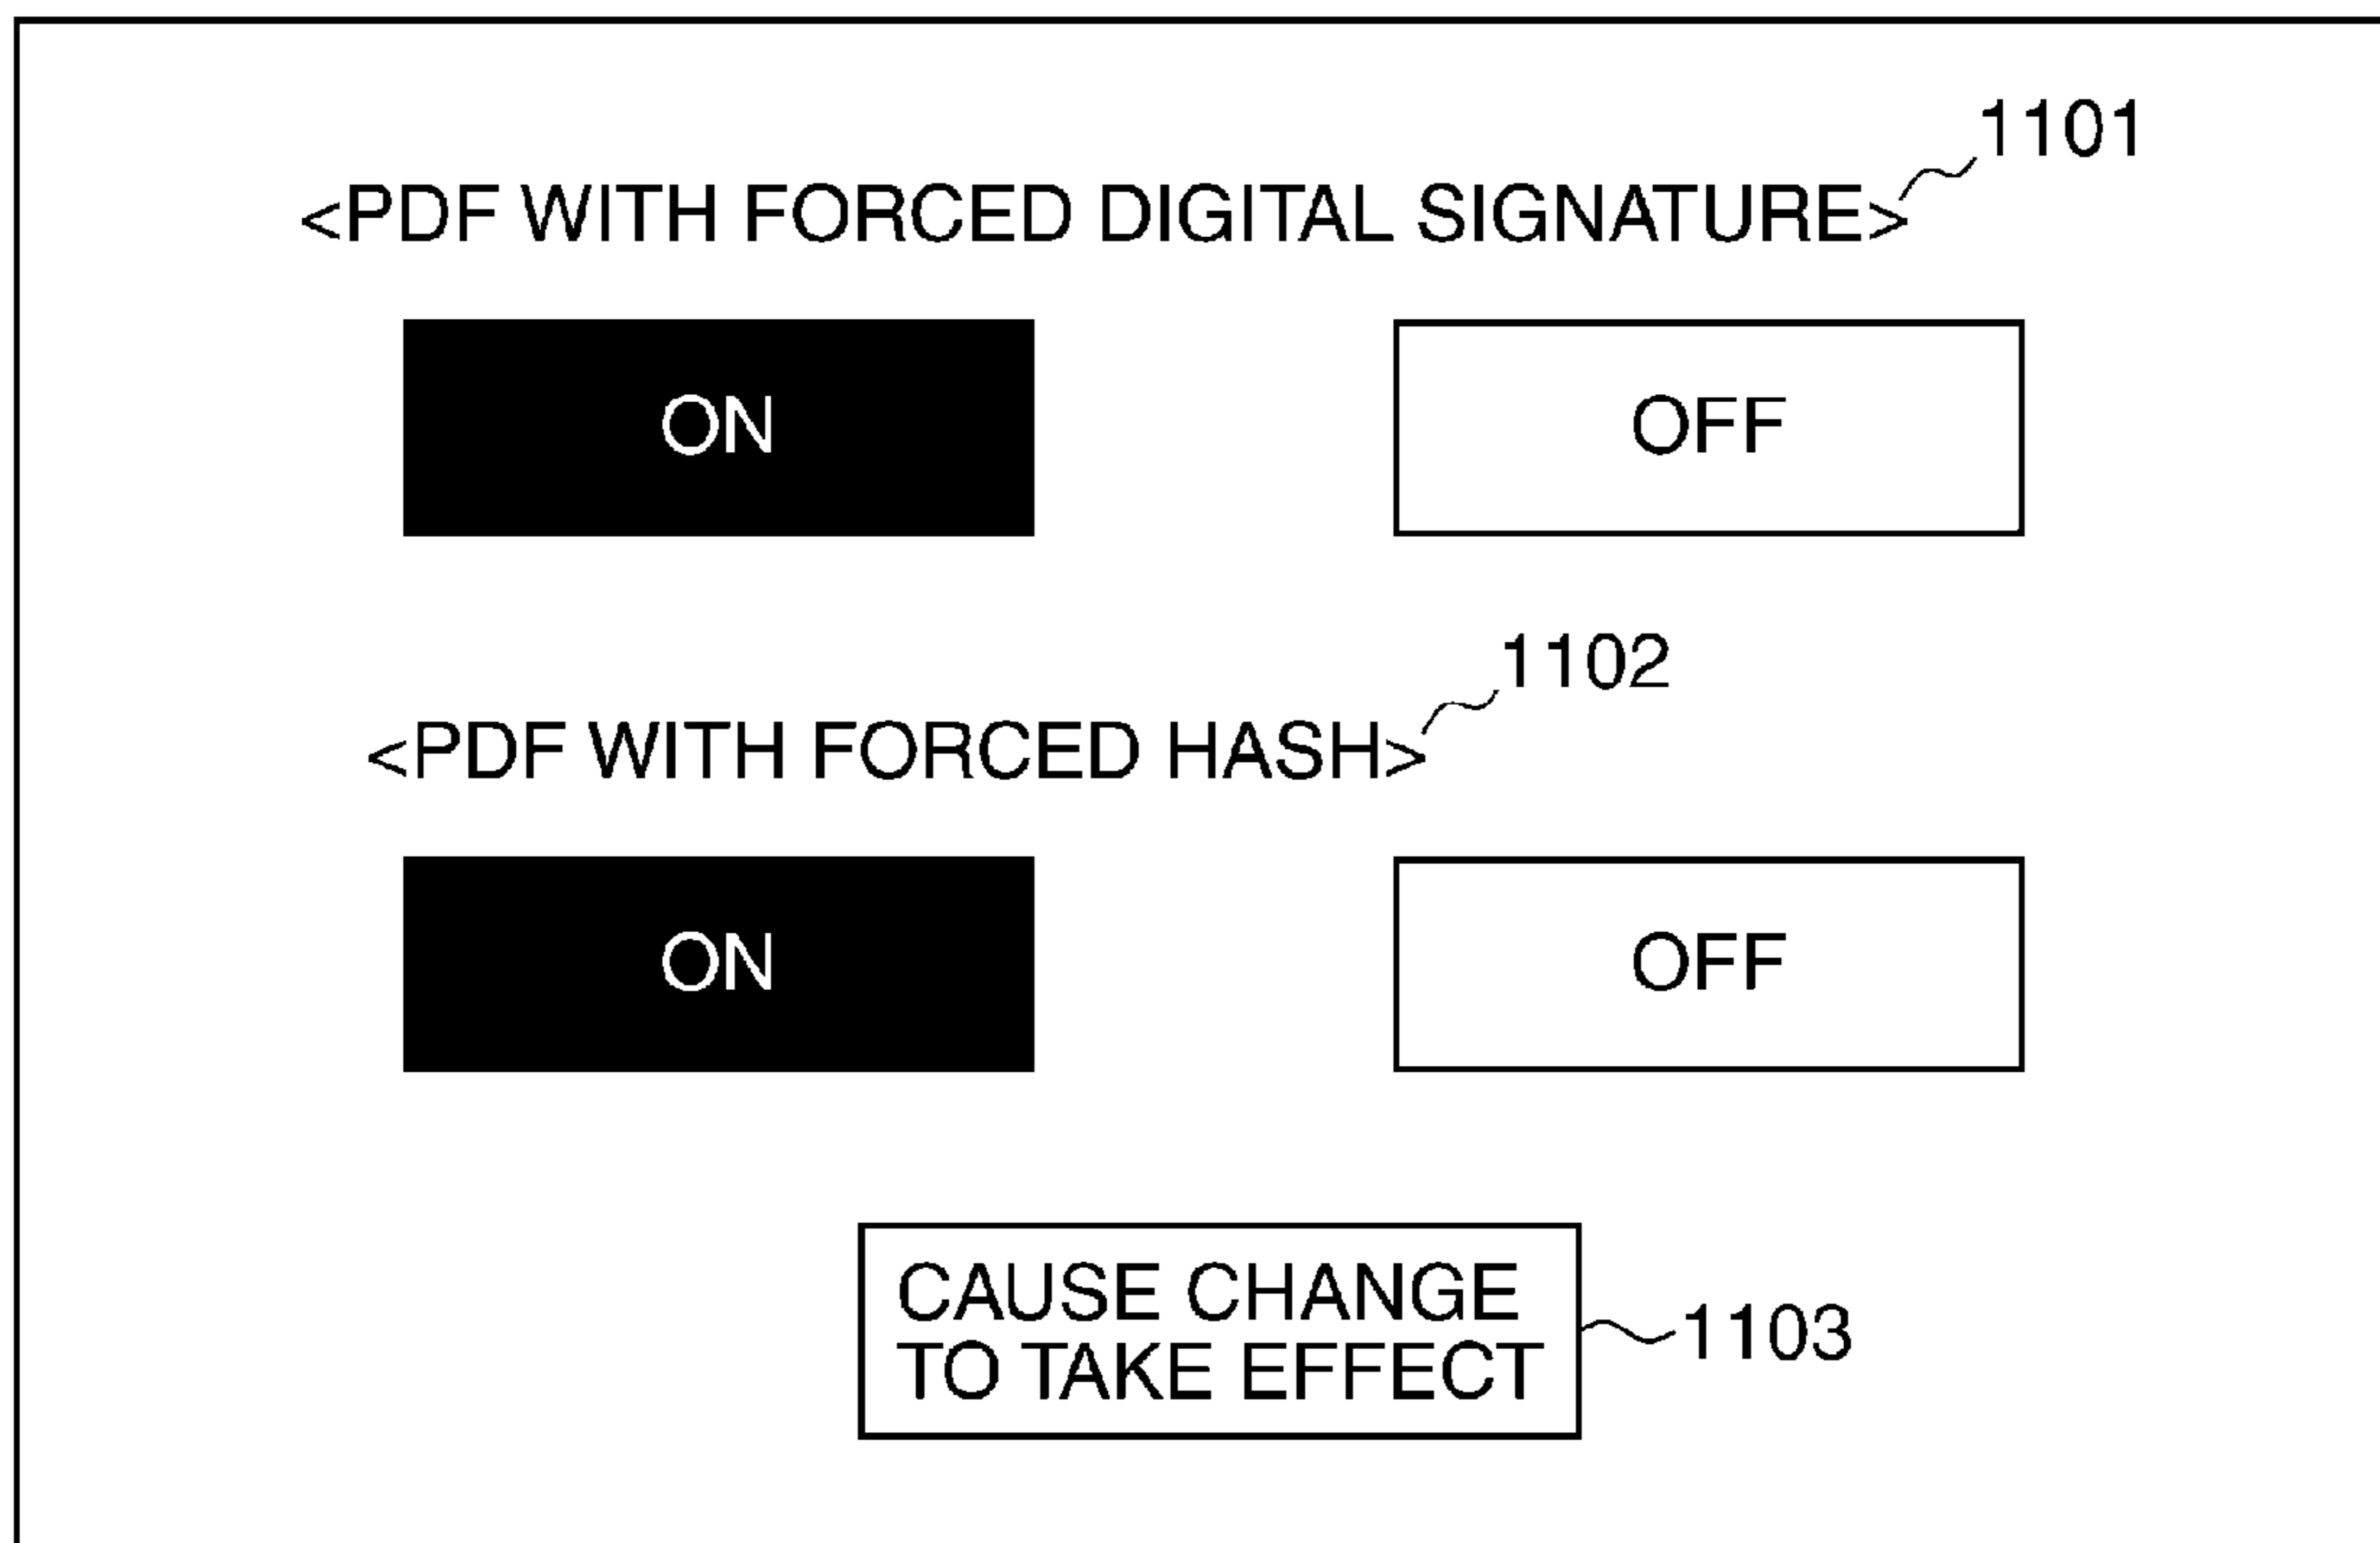 1101
<PDF WITH FORCED DIGITAL SIGNATURE>
ON OFF
1102
<PDF WITH FORCED HASH>
ON OFF
CAUSE CHANGE
TO TAKE EFFECT
1103